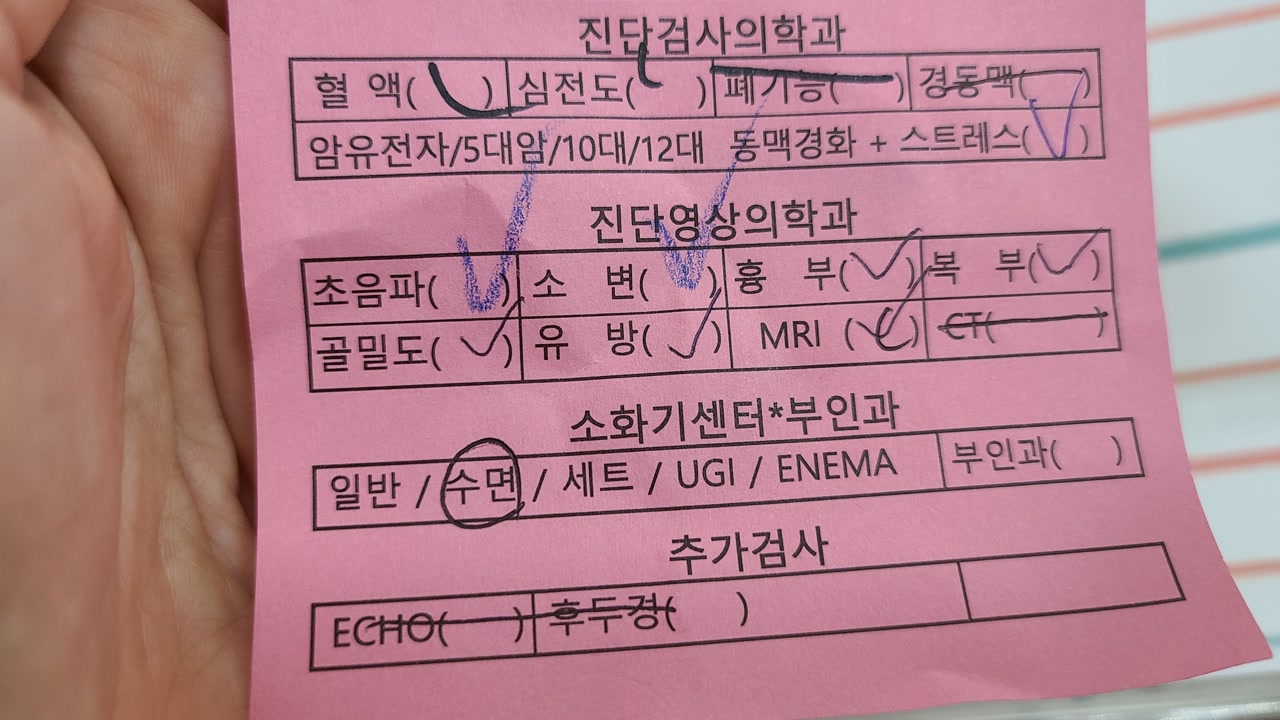 진단검사의학과
혈 액( ) 심전도( ) 폐기능( ) 경동맥( )
암유전자/5대암/10대/12대 동맥경화 + 스트레스( )
진단영상의학과
초음파( ) 소 변( ) 흉 부( ) 복 부( )
골밀도( ) 유 방( ) MRI ( ) CT( )
소화기센터*부인과
일반 / 수면 / 세트 / UGI / ENEMA 부인과( )
추가검사
ECHO( ) 후두경( )